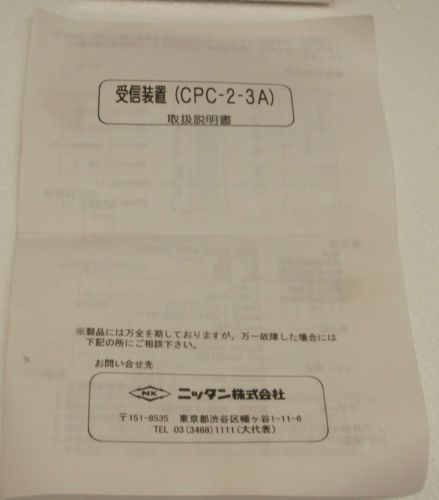 受信装置(CPC-2-3A)
取扱説明書
※製品には万全を期しておりますが、万一故障した場合には
下記の所にご相談下さい。
お問い合せ先
NK ニッタン株式会社
〒151-8535 東京都渋谷区幡ヶ谷1-11-6
TEL 03(3468)1111(大代表)